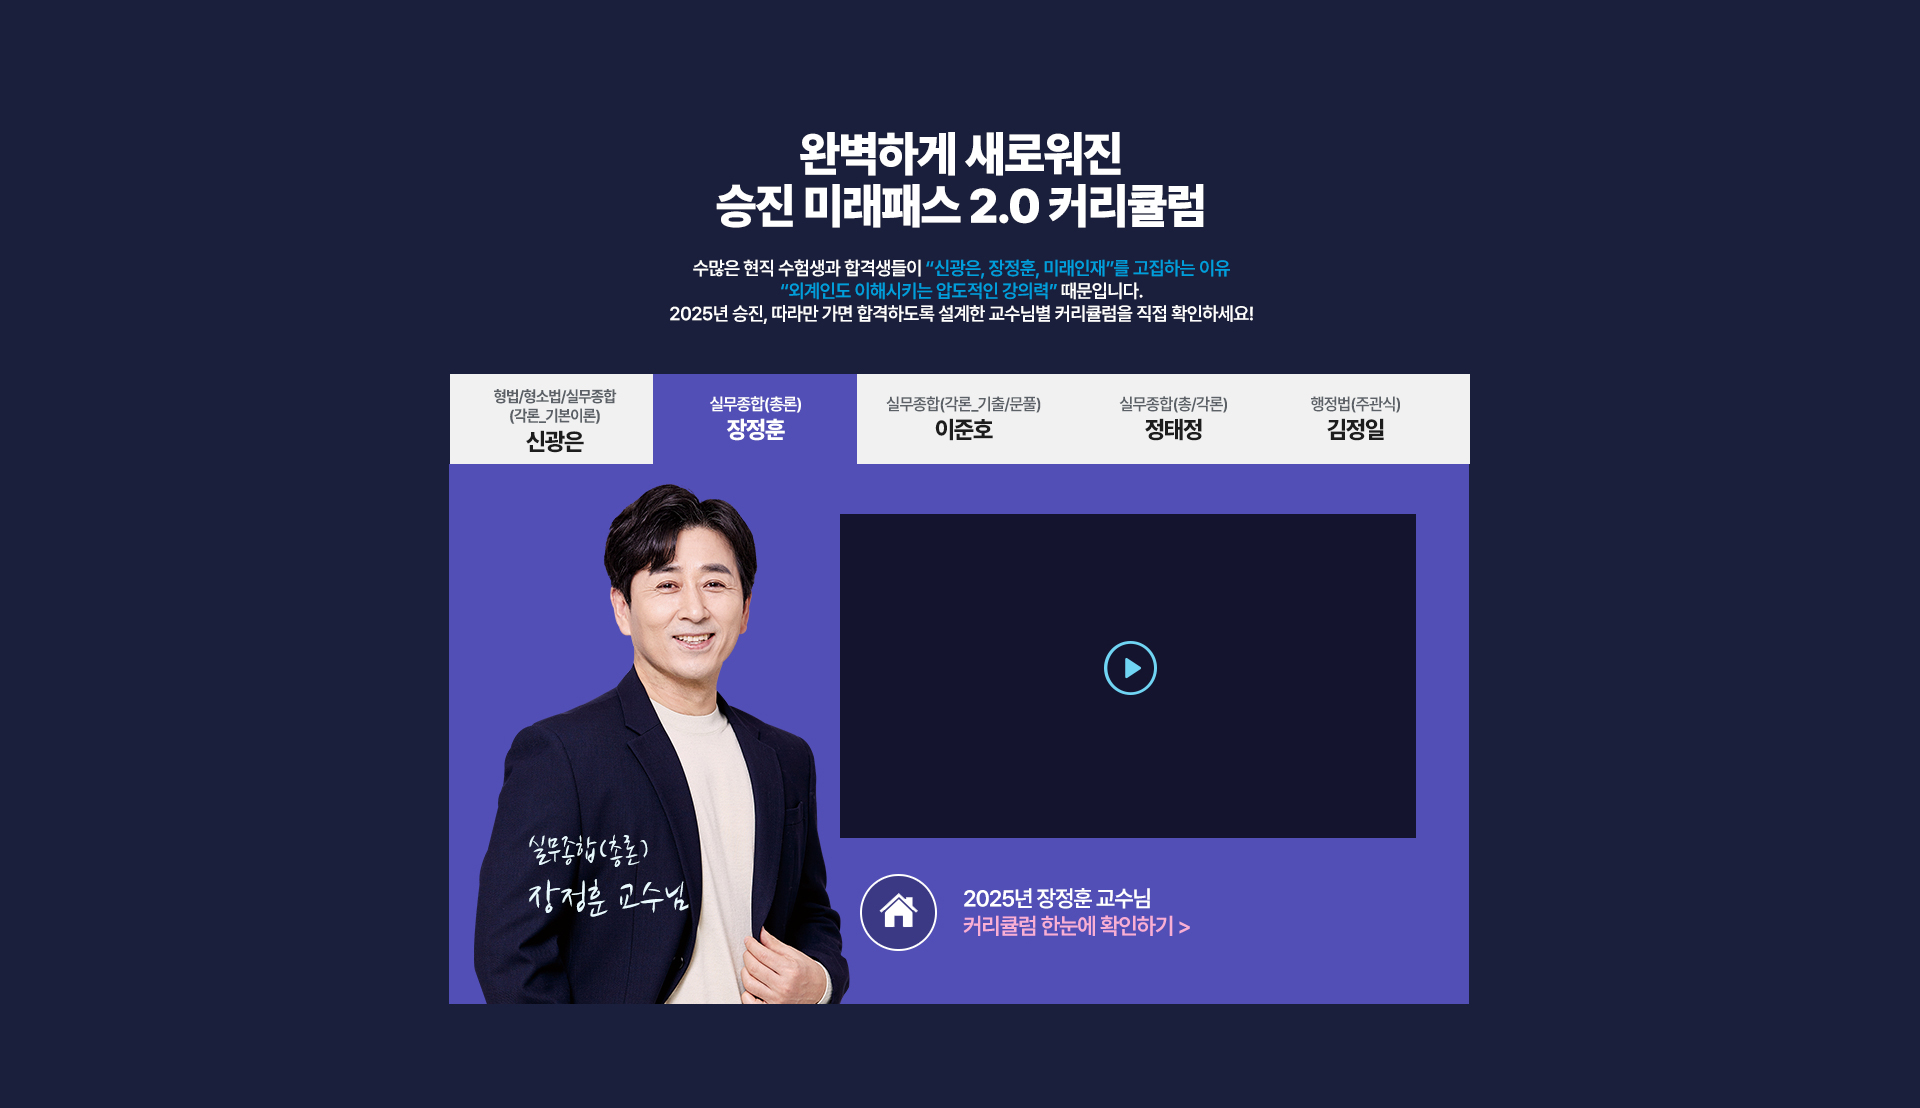 완벽하게 새로워진
승진 미래패스 2.0 커리큘럼
수많은 현직 수험생과 합격생들이 “신광은, 장정훈, 미래인재”를 고집하는 이유
“외계인도 이해시키는 압도적인 강의력” 때문입니다.
2025년 승진, 따라만 가면 합격하도록 설계한 교수님별 커리큘럼을 직접 확인하세요!
형법/형소법/실무종합
(각론_기본이론)
신광은
실무종합(총론)
장정훈
실무종합(각론_기출/문풀)
이준호
실무종합(총/각론)
정태정
행정법(주관식)
김정일
실무종합(총론)
장정훈 교수님
2025년 장정훈 교수님
커리큘럼 한눈에 확인하기 >